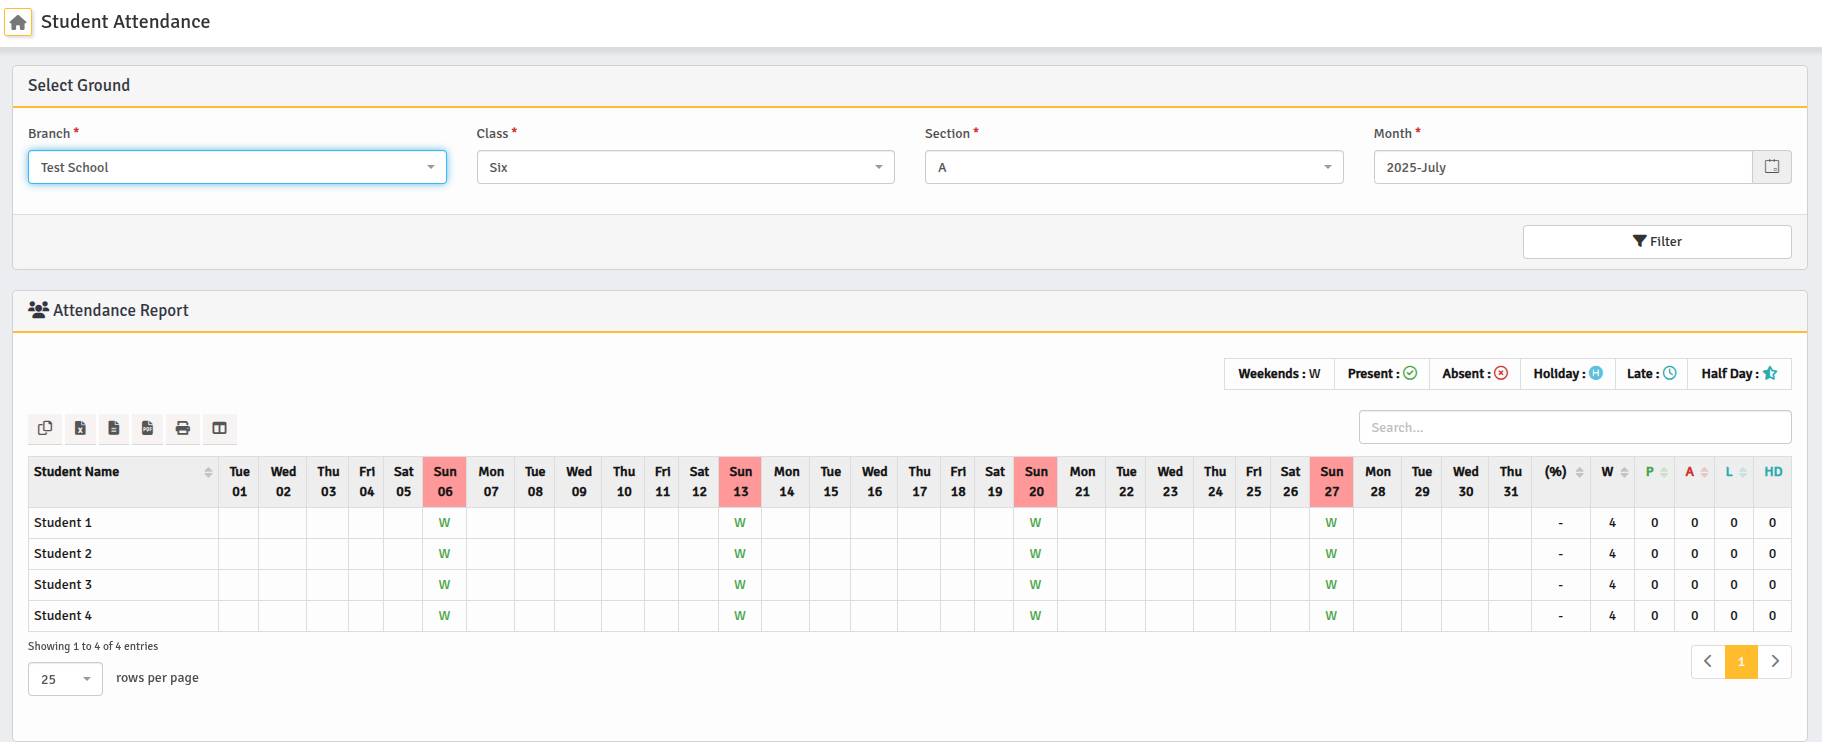 Student Attendance
Select Ground
Branch * Class * Section * Month *
Test School Six A 2025-July
Filter
Attendance Report
Weekends : W Present : Absent : Holiday : H Late : Half Day :
Search...
Student Name Tue Wed Thu Fri Sat Sun Mon Tue Wed Thu Fri Sat Sun Mon Tue Wed Thu Fri Sat Sun Mon Tue Wed Thu Fri Sat Sun Mon Tue Wed Thu (%) W P A L HD
01 02 03 04 05 06 07 08 09 10 11 12 13 14 15 16 17 18 19 20 21 22 23 24 25 26 27 28 29 30 31
Student 1 W W W W - 4 0 0 0 0
Student 2 W W W W - 4 0 0 0 0
Student 3 W W W W - 4 0 0 0 0
Student 4 W W W W - 4 0 0 0 0
Showing 1 to 4 of 4 entries
25 rows per page
1